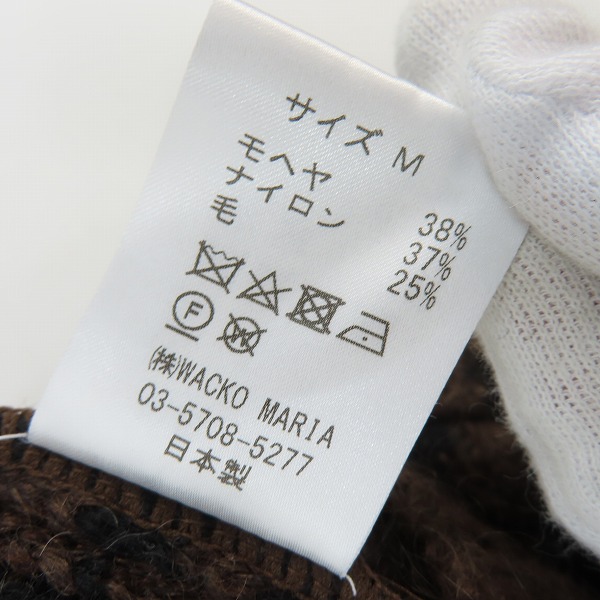 サイズ M
モヘヤ 38%
ナイロン 37%
毛 25%
F W
㈱WACKO MARIA
03-5708-5277
日本製